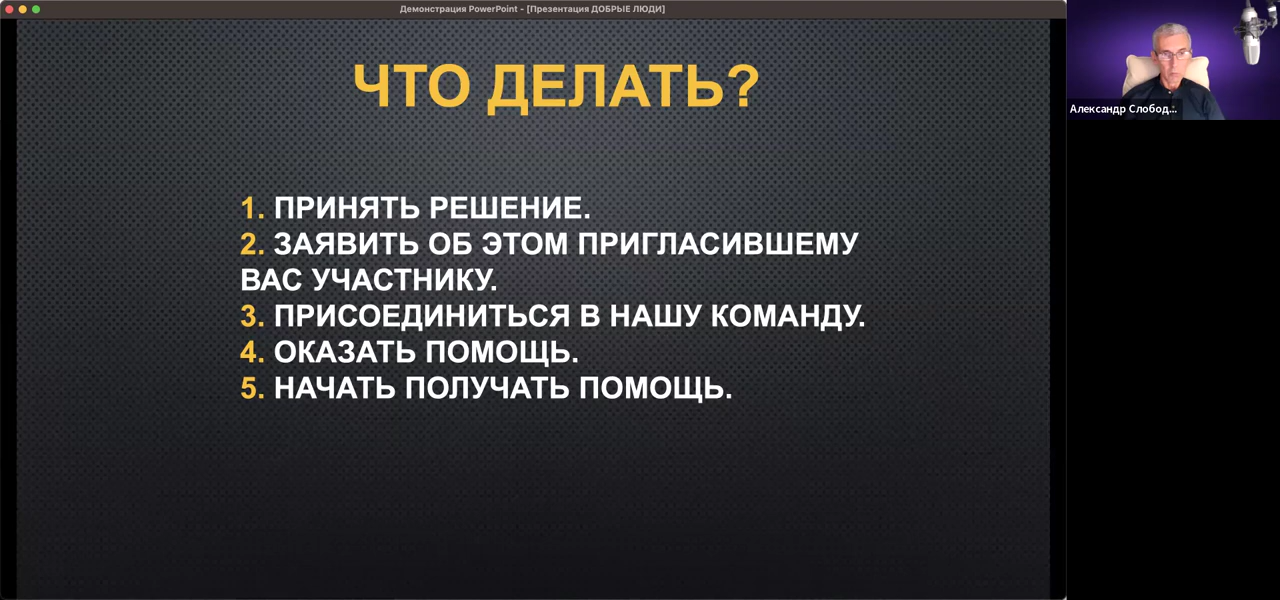 Демонстрация PowerPoint - [Презентация ДОБРЫЕ ЛЮДИ]
ЧТО ДЕЛАТЬ?
1. ПРИНЯТЬ РЕШЕНИЕ.
2. ЗАЯВИТЬ ОБ ЭТОМ ПРИГЛАСИВШЕМУ
ВАС УЧАСТНИКУ.
3. ПРИСОЕДИНИТЬСЯ В НАШУ КОМАНДУ.
4. ОКАЗАТЬ ПОМОЩЬ.
5. НАЧАТЬ ПОЛУЧАТЬ ПОМОЩЬ.
Александр Слобод...